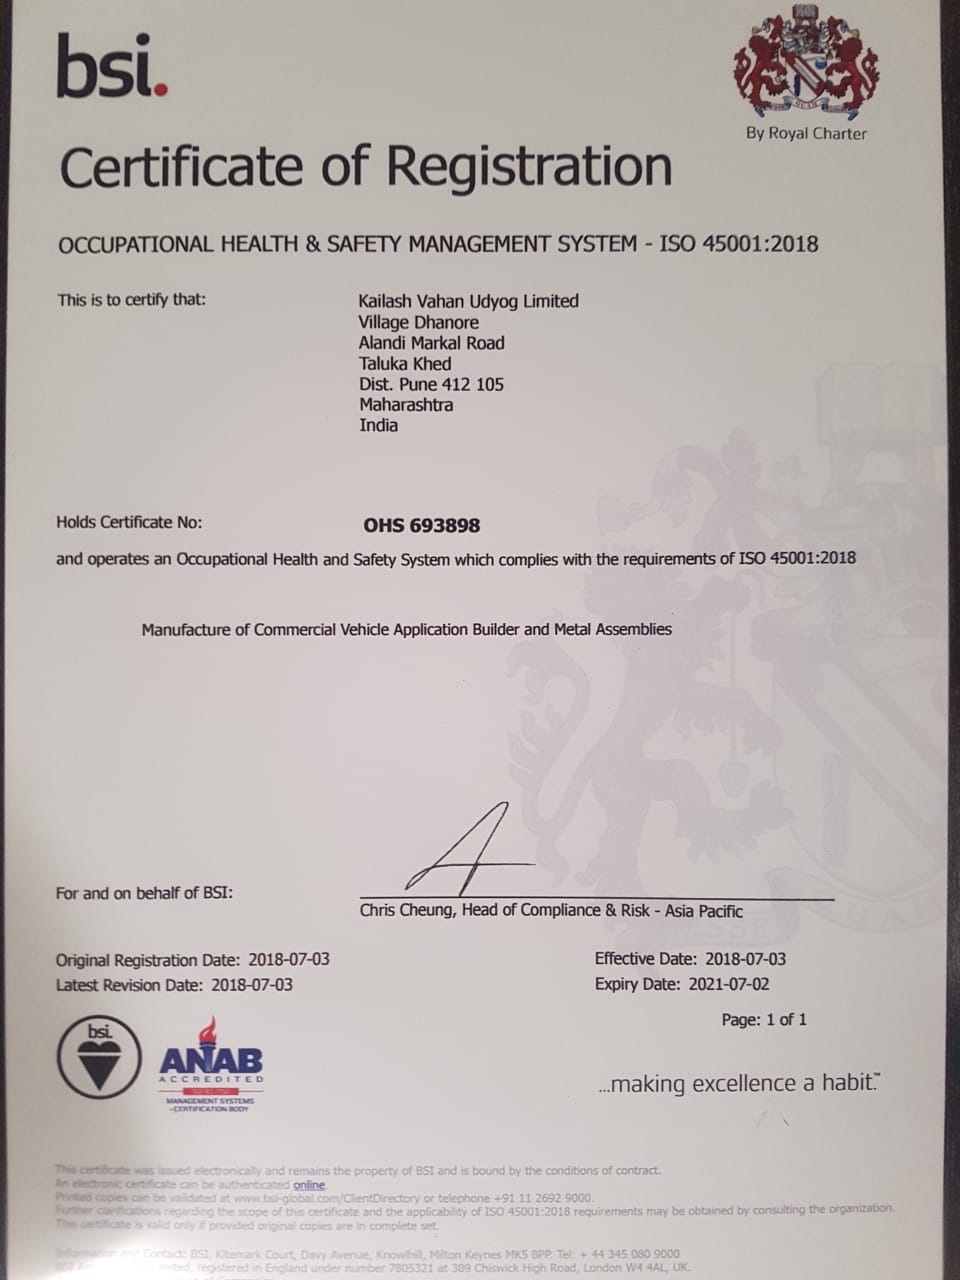 bsi.
By Royal Charter
Certificate of Registration
OCCUPATIONAL HEALTH & SAFETY MANAGEMENT SYSTEM - ISO 45001:2018
This is to certify that:
Kailash Vahan Udyog Limited
Village Dhanore
Alandi Markal Road
Taluka Khed
Dist. Pune 412 105
Maharashtra
India
Holds Certificate No:
OHS 693898
and operates an Occupational Health and Safety System which complies with the requirements of ISO 45001:2018
Manufacture of Commercial Vehicle Application Builder and Metal Assemblies
For and on behalf of BSI:
Chris Cheung, Head of Compliance & Risk - Asia Pacific
Original Registration Date: 2018-07-03
Effective Date: 2018-07-03
Latest Revision Date: 2018-07-03
Expiry Date: 2021-07-02
Page: 1 of 1
bsi.
ANAB
ACCREDITED
MANAGEMENT SYSTEMS
CERTIFICATION BODY
...making excellence a habit.™
This certificate was issued electronically and remains the property of BSI and is bound by the conditions of contract.
An electronic certificate can be authenticated online.
Printed copies can be validated at www.bsi-global.com/ClientDirectory or telephone +91 11 2692 9000.
Further clarifications regarding the scope of this certificate and the applicability of ISO 45001:2018 requirements may be obtained by consulting the organization.
This certificate is valid only if provided original copies are in complete set.
Information and Contact: BSI, Kitemark Court, Davy Avenue, Knowlhill, Milton Keynes MK5 8PP. Tel: + 44 345 080 9000
BSI registered in England under number 7805321 at 389 Chiswick High Road, London W4 4AL, UK.